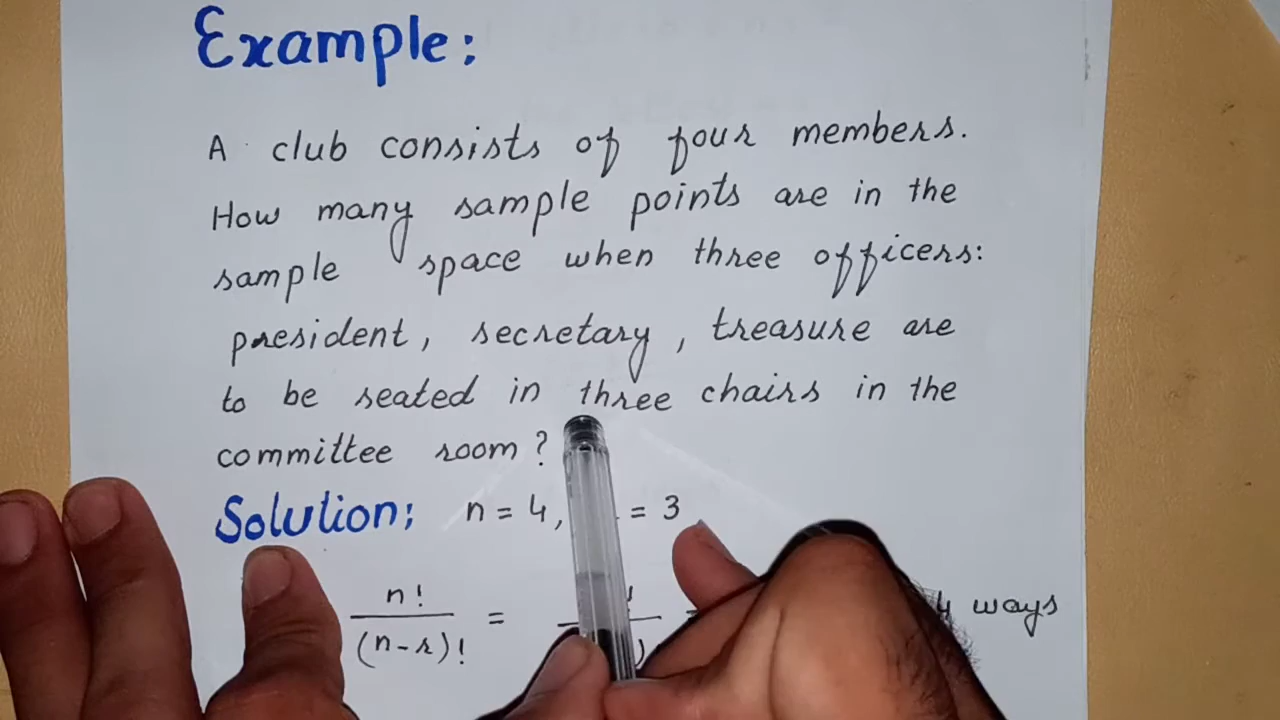 Example:
A club consists of four members.
How many sample points are in the
sample space when three officers:
president, secretary, treasure are
to be seated in three chairs in the
committee room?
Solution: n = 4, = 3
n! / (n-r)! = ways